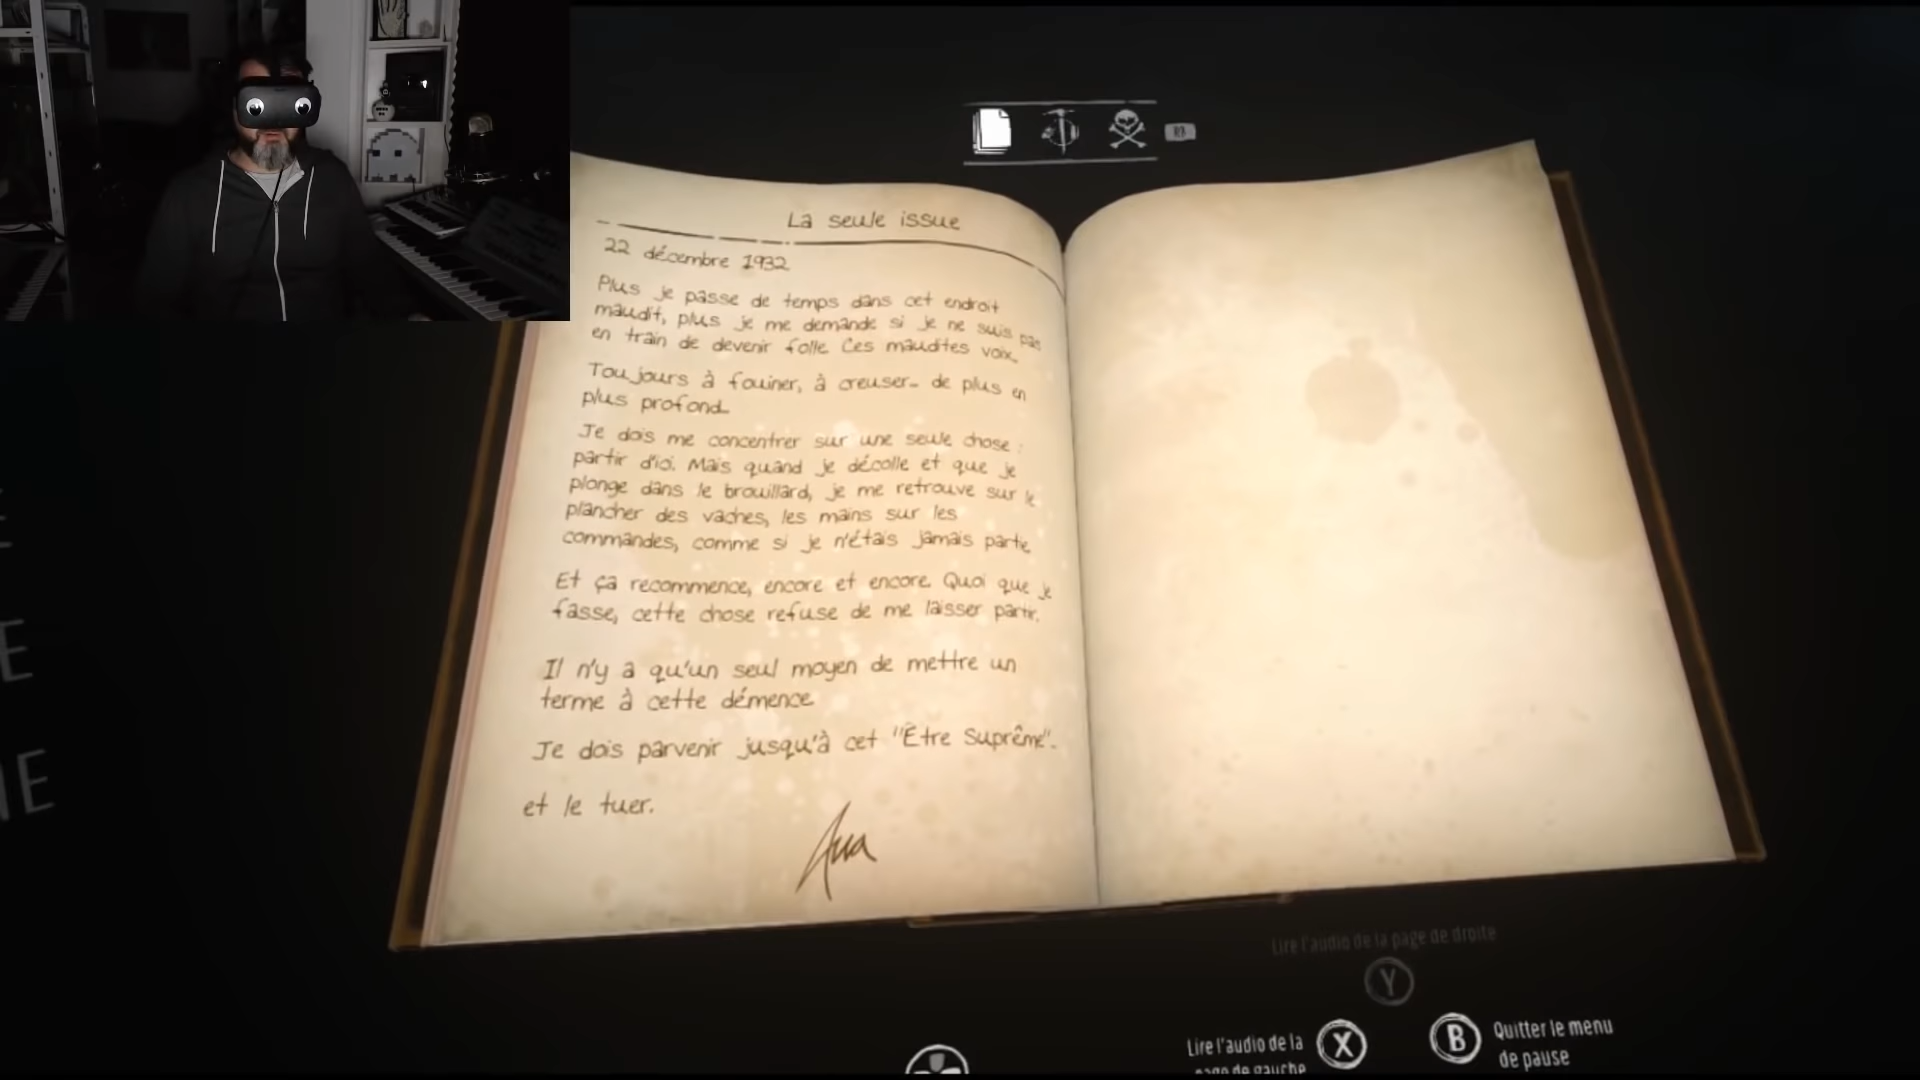 R3
La seule issue
22 décembre 1932
Plus je passe de temps dans cet endroit
maudit, plus je me demande si je ne suis pas
en train de devenir folle. Ces maudites voix.
Toujours à fouiner, à creuser... de plus en
plus profond...
Je dois me concentrer sur une seule chose :
partir d'ici. Mais quand je décolle et que je
plonge dans le brouillard, je me retrouve sur le
plancher des vaches, les mains sur les
commandes, comme si je n'étais jamais partie.
Et ça recommence, encore et encore. Quoi que je
fasse, cette chose refuse de me laisser partir.
Il n'y a qu'un seul moyen de mettre un
terme à cette démence.
Je dois parvenir jusqu'à cet "Être Suprême"...
et le tuer.
Ava
E
NE
Lire l'audio de la page de droite
Y
Lire l'audio de la
page de gauche
X
B
Quitter le menu
de pause